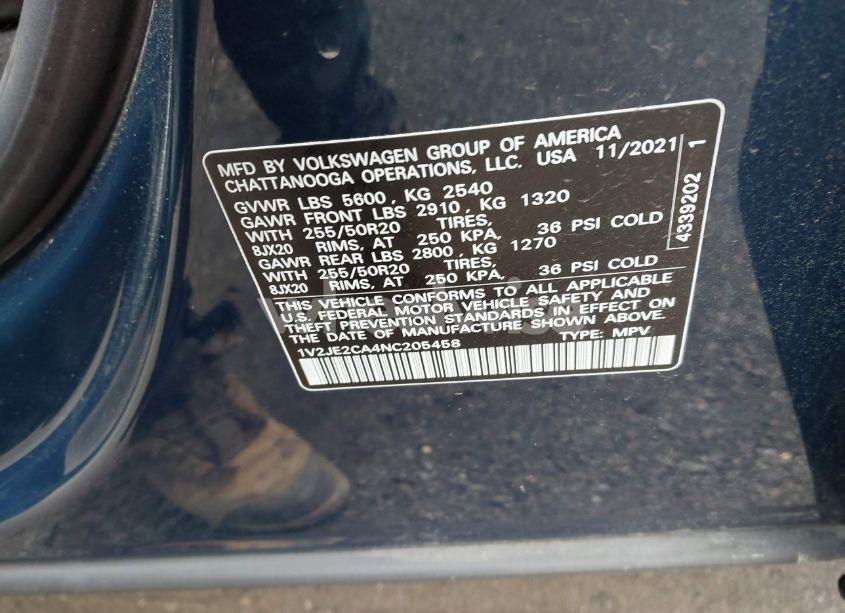 MFD BY VOLKSWAGEN GROUP OF AMERICA
CHATTANOOGA OPERATIONS, LLC. USA 11/2021
GVWR LBS 5600, KG 2540
GAWR FRONT LBS 2910, KG 1320
WITH 255/50R20 TIRES,
8JX20 RIMS, AT 250 KPA, 36 PSI COLD
GAWR REAR LBS 2800, KG 1270
WITH 255/50R20 TIRES,
8JX20 RIMS, AT 250 KPA, 36 PSI COLD
THIS VEHICLE CONFORMS TO ALL APPLICABLE
U.S. FEDERAL MOTOR VEHICLE SAFETY AND
THEFT PREVENTION STANDARDS IN EFFECT ON
THE DATE OF MANUFACTURE SHOWN ABOVE.
1V2JE2CA4NC205458 TYPE: MPV
4339202 1